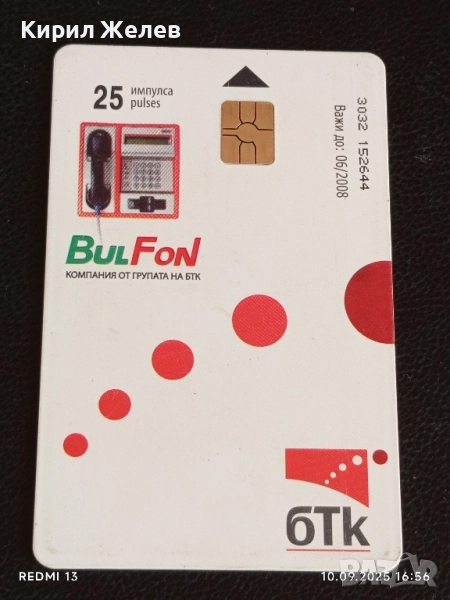 Кирил Желев
25 импулса
pulses
3032 152644
Важи до: 06/2008
BULFON
КОМПАНИЯ ОТ ГРУПАТА НА БТК
бТк
REDMI 13
10.09.2025 16:56
BAZAR